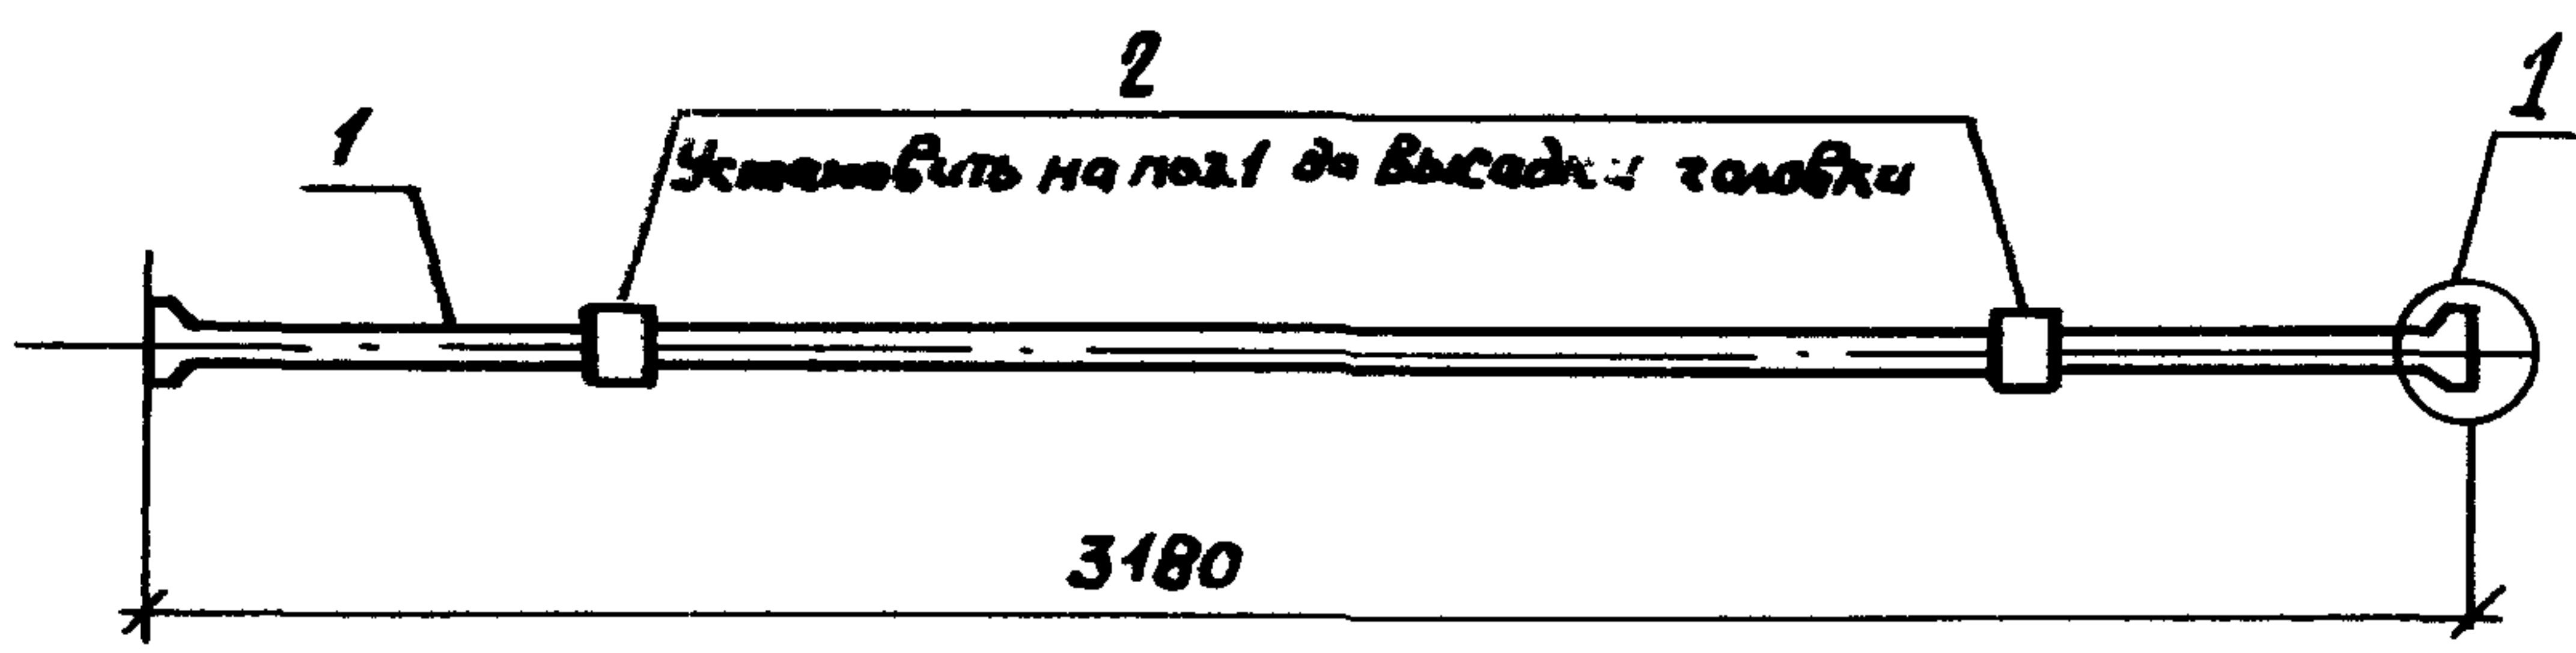 2
1
1
Установить на поз.1 до высадки головки
3180